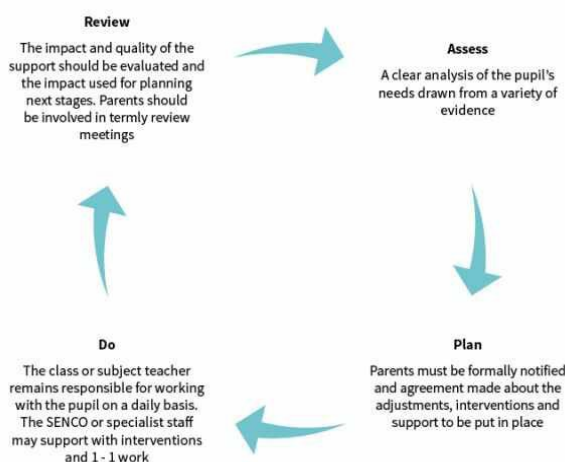 Review
The impact and quality of the
support should be evaluated and
the impact used for planning
next stages. Parents should
be involved in termly review
meetings
Assess
A clear analysis of the pupil's
needs drawn from a variety of
evidence
Plan
Parents must be formally notified
and agreement made about the
adjustments, interventions and
support to be put in place
Do
The class or subject teacher
remains responsible for working
with the pupil on a daily basis.
The SENCO or specialist staff
may support with interventions
and 1 - 1 work